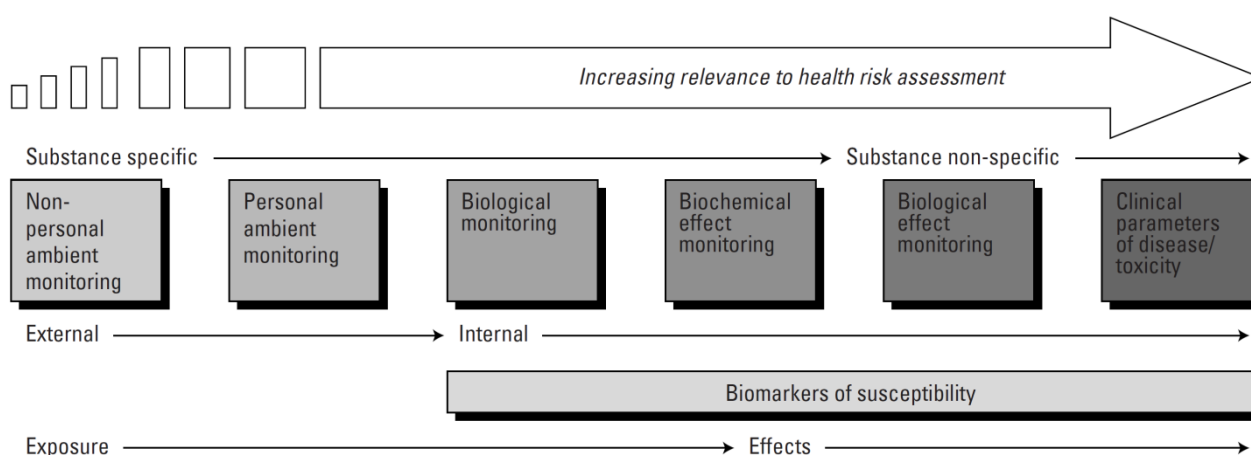 Increasing relevance to health risk assessment
Substance specific
Substance non-specific
Non-
personal
ambient
monitoring
Personal
ambient
monitoring
Biological
monitoring
Biochemical
effect
monitoring
Biological
effect
monitoring
Clinical
parameters
of disease/
toxicity
External
Internal
Biomarkers of susceptibility
Exposure
Effects